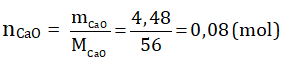 n_CaO = m_CaO / M_CaO = 4,48 / 56 = 0,08 (mol)